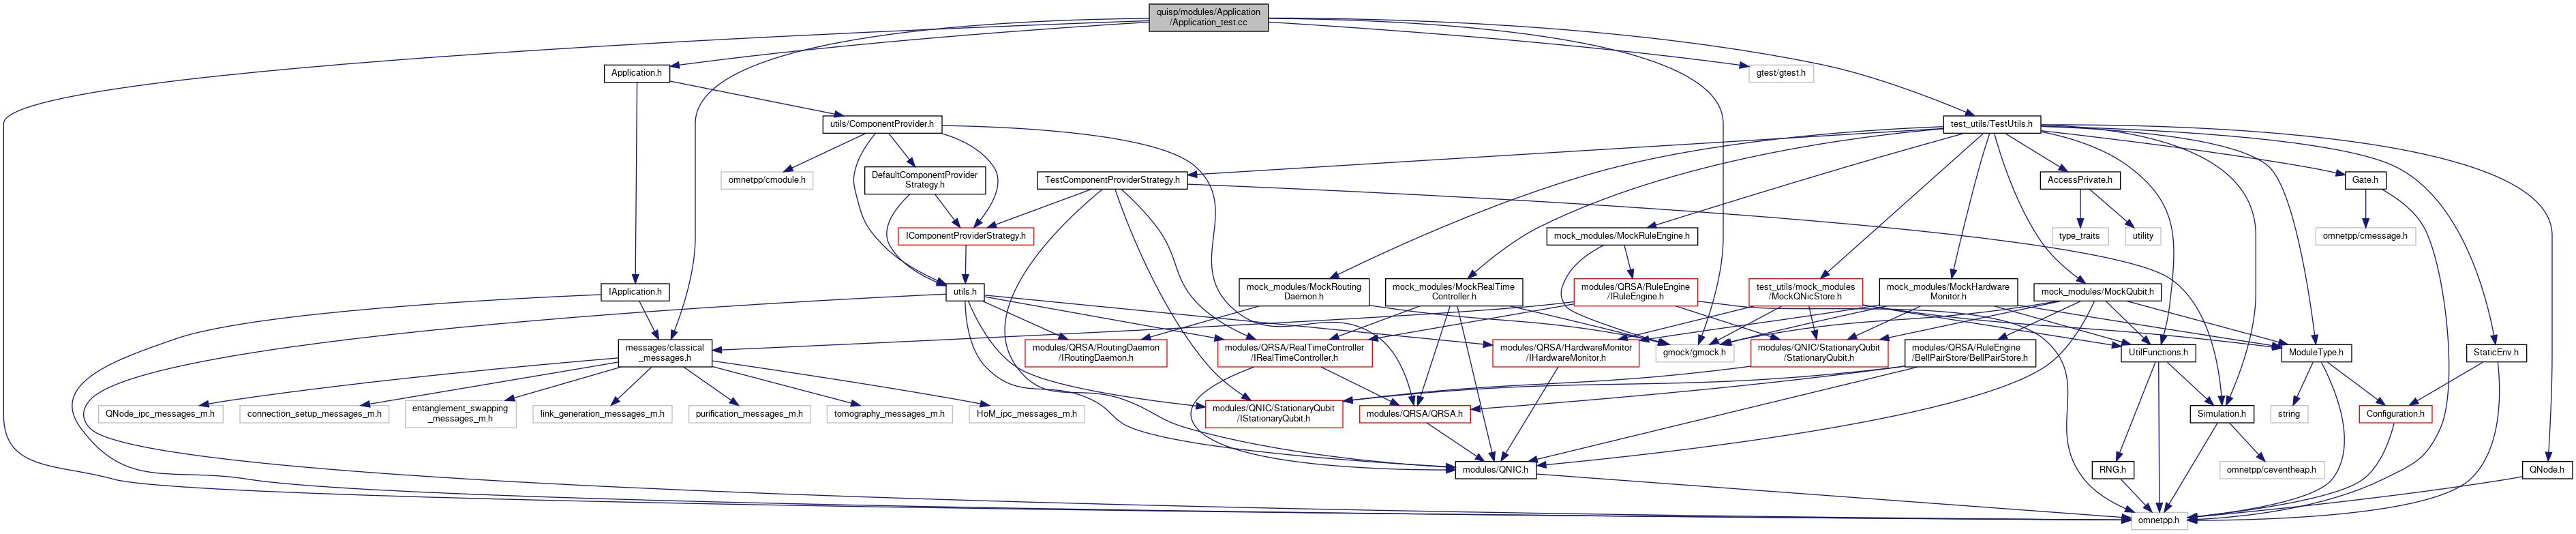 quisp/modules/Application
/Application_test.cc
Application.h
gtest/gtest.h
utils/ComponentProvider.h
test_utils/TestUtils.h
omnetpp/cmodule.h
DefaultComponentProvider
Strategy.h
TestComponentProviderStrategy.h
AccessPrivate.h
Gate.h
IComponentProviderStrategy.h
mock_modules/MockRuleEngine.h
type_traits
utility
omnetpp/cmessage.h
IApplication.h
utils.h
mock_modules/MockRouting
Daemon.h
mock_modules/MockRealTime
Controller.h
modules/QRSA/RuleEngine
/IRuleEngine.h
test_utils/mock_modules
/MockQNicStore.h
mock_modules/MockHardware
Monitor.h
mock_modules/MockQubit.h
messages/classical
_messages.h
modules/QRSA/RoutingDaemon
/IRoutingDaemon.h
modules/QRSA/RealTimeController
/IRealTimeController.h
modules/QRSA/HardwareMonitor
/IHardwareMonitor.h
gmock/gmock.h
modules/QNIC/StationaryQubit
/StationaryQubit.h
modules/QRSA/RuleEngine
/BellPairStore/BellPairStore.h
UtilFunctions.h
ModuleType.h
StaticEnv.h
QNode_ipc_messages_m.h
connection_setup_messages_m.h
entanglement_swapping
_messages_m.h
link_generation_messages_m.h
purification_messages_m.h
tomography_messages_m.h
HoM_ipc_messages_m.h
modules/QNIC/StationaryQubit
/IStationaryQubit.h
modules/QRSA/QRSA.h
Simulation.h
string
Configuration.h
modules/QNIC.h
RNG.h
omnetpp/ceventheap.h
QNode.h
omnetpp.h